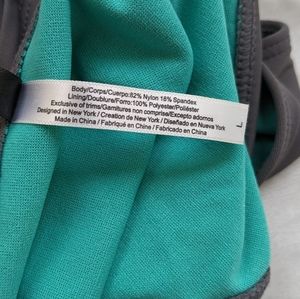 Body/Corps/Cuerpo:82% Nylon 18% Spandex
Lining/Doublure/Forro:100% Polyester/Poliéster
Exclusive of trims/Garnitures non comprise/Excepto adornos
Designed in New York / Creation de New York / Diseñado en Nueva York
Made in China / Fabriqué en Chine / Fabricado en China
L